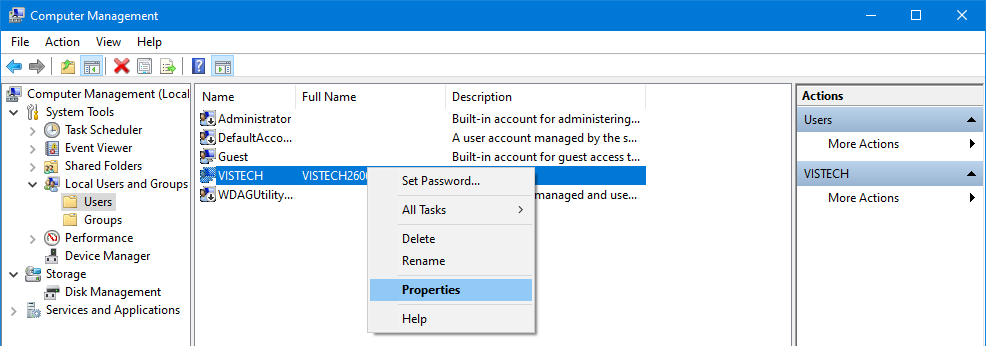 Computer Management
File Action View Help
Computer Management (Local
System Tools
Task Scheduler
Event Viewer
Shared Folders
Local Users and Groups
Users
Groups
Performance
Device Manager
Storage
Disk Management
Services and Applications
Name Full Name Description
Administrator Built-in account for administering...
DefaultAcco... A user account managed by the s...
Guest Built-in account for guest access t...
VISTECH VISTECH260
WDAGUtility... managed and use...
Set Password...
All Tasks
Delete
Rename
Properties
Help
Actions
Users
More Actions
VISTECH
More Actions